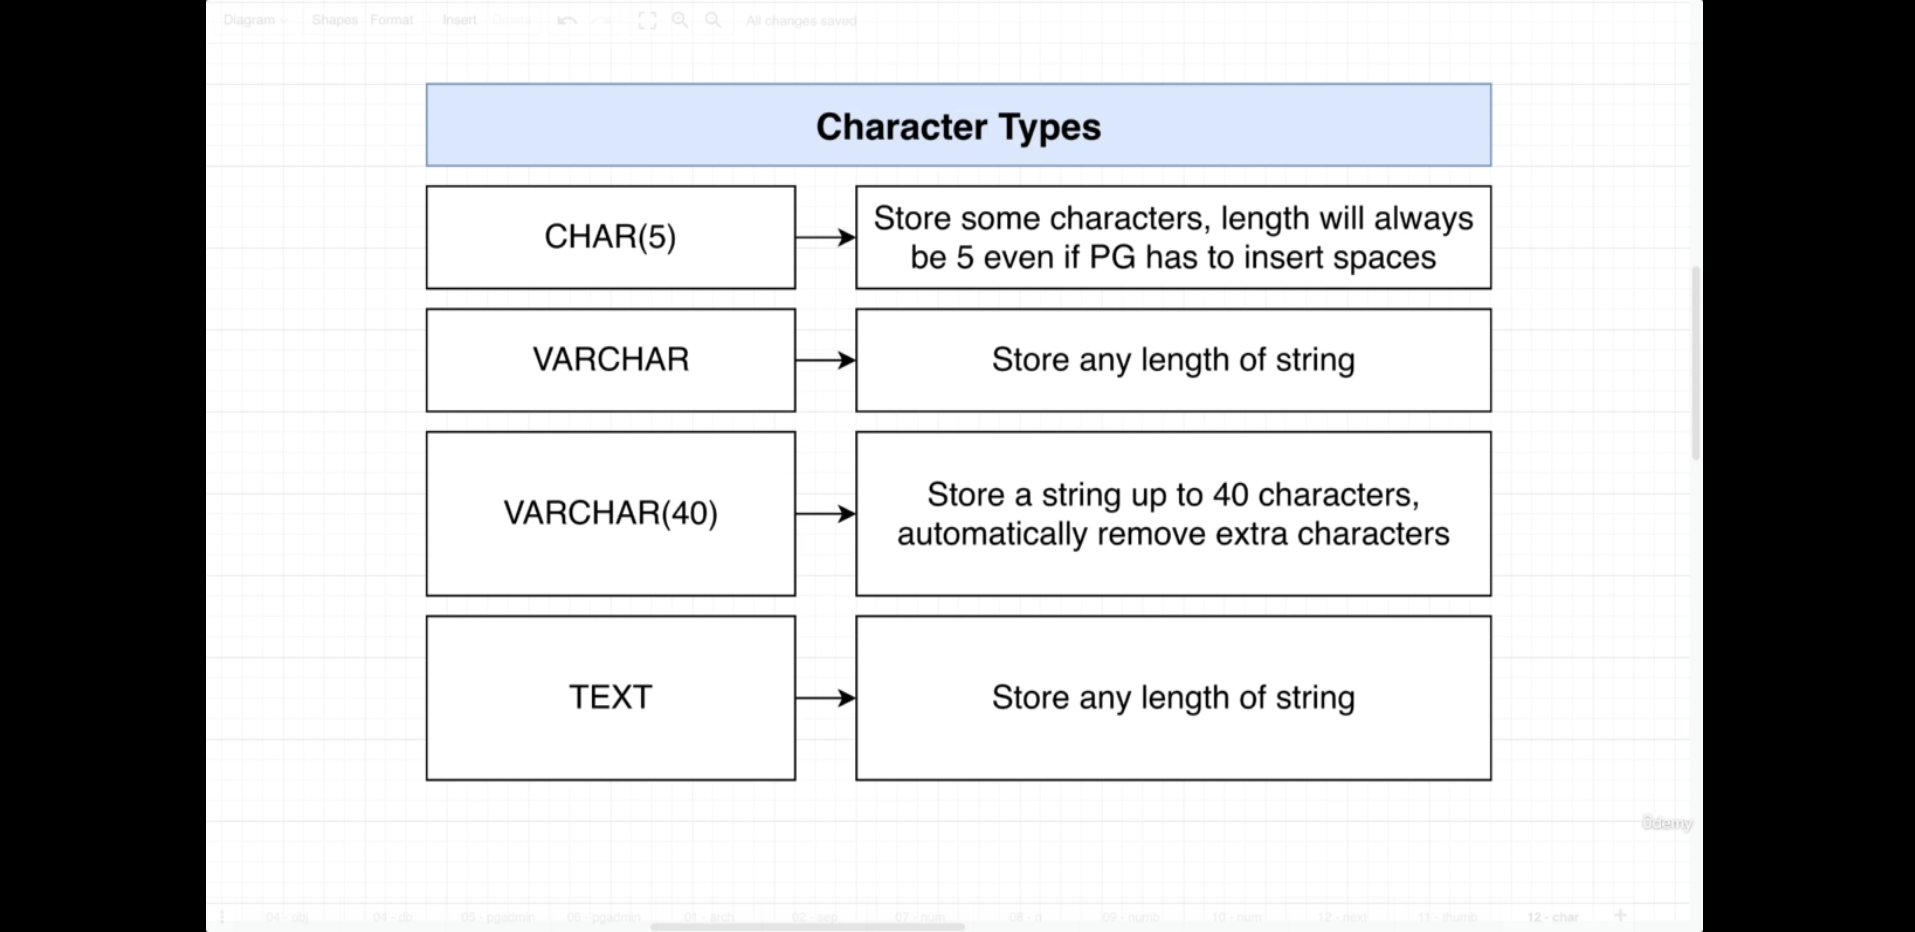 Diagram Shapes Format Insert Delete All changes saved
Character Types
CHAR(5)
Store some characters, length will always
be 5 even if PG has to insert spaces
VARCHAR
Store any length of string
VARCHAR(40)
Store a string up to 40 characters,
automatically remove extra characters
TEXT
Store any length of string
ûdemy
04 - obj 04 - db 05 - pgadmin 06 - pgadmin 01 - arch 02 - sep 07 - num 08 - ri 09 - numb 10 - num 12 - next 11 - thumb 12 - char